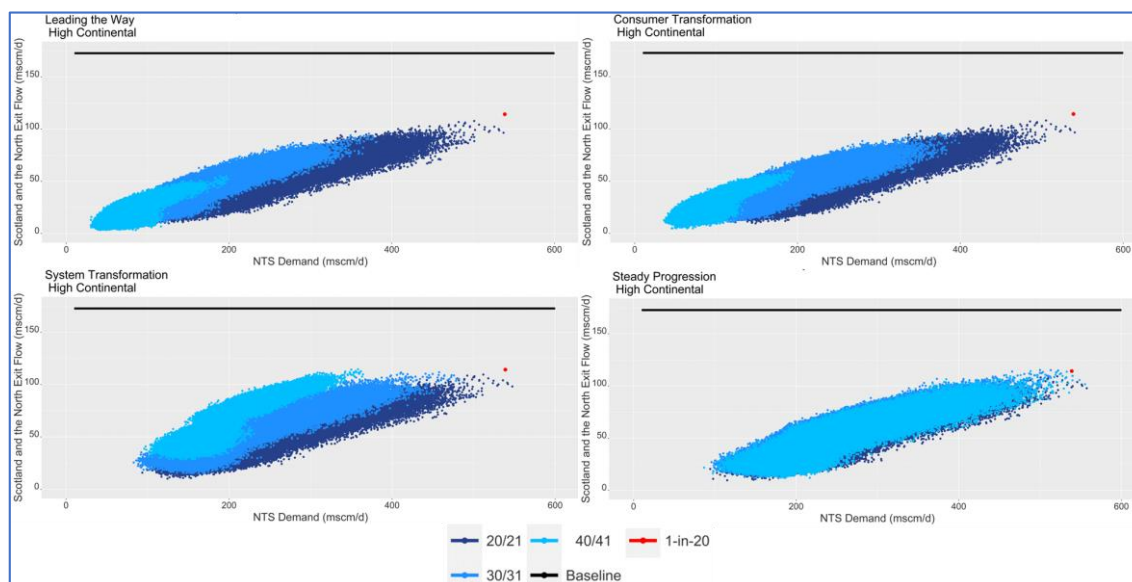 Leading the Way
High Continental
Scotland and the North Exit Flow (mscm/d)
150
100
50
0
0 200 400 600
NTS Demand (mscm/d)
Consumer Transformation
High Continental
Scotland and the North Exit Flow (mscm/d)
150
100
50
0
0 200 400 600
NTS Demand (mscm/d)
System Transformation
High Continental
Scotland and the North Exit Flow (mscm/d)
150
100
50
0
0 200 400 600
NTS Demand (mscm/d)
Steady Progression
High Continental
Scotland and the North Exit Flow (mscm/d)
150
100
50
0
0 200 400 600
NTS Demand (mscm/d)
20/21 40/41 1-in-20
30/31 Baseline